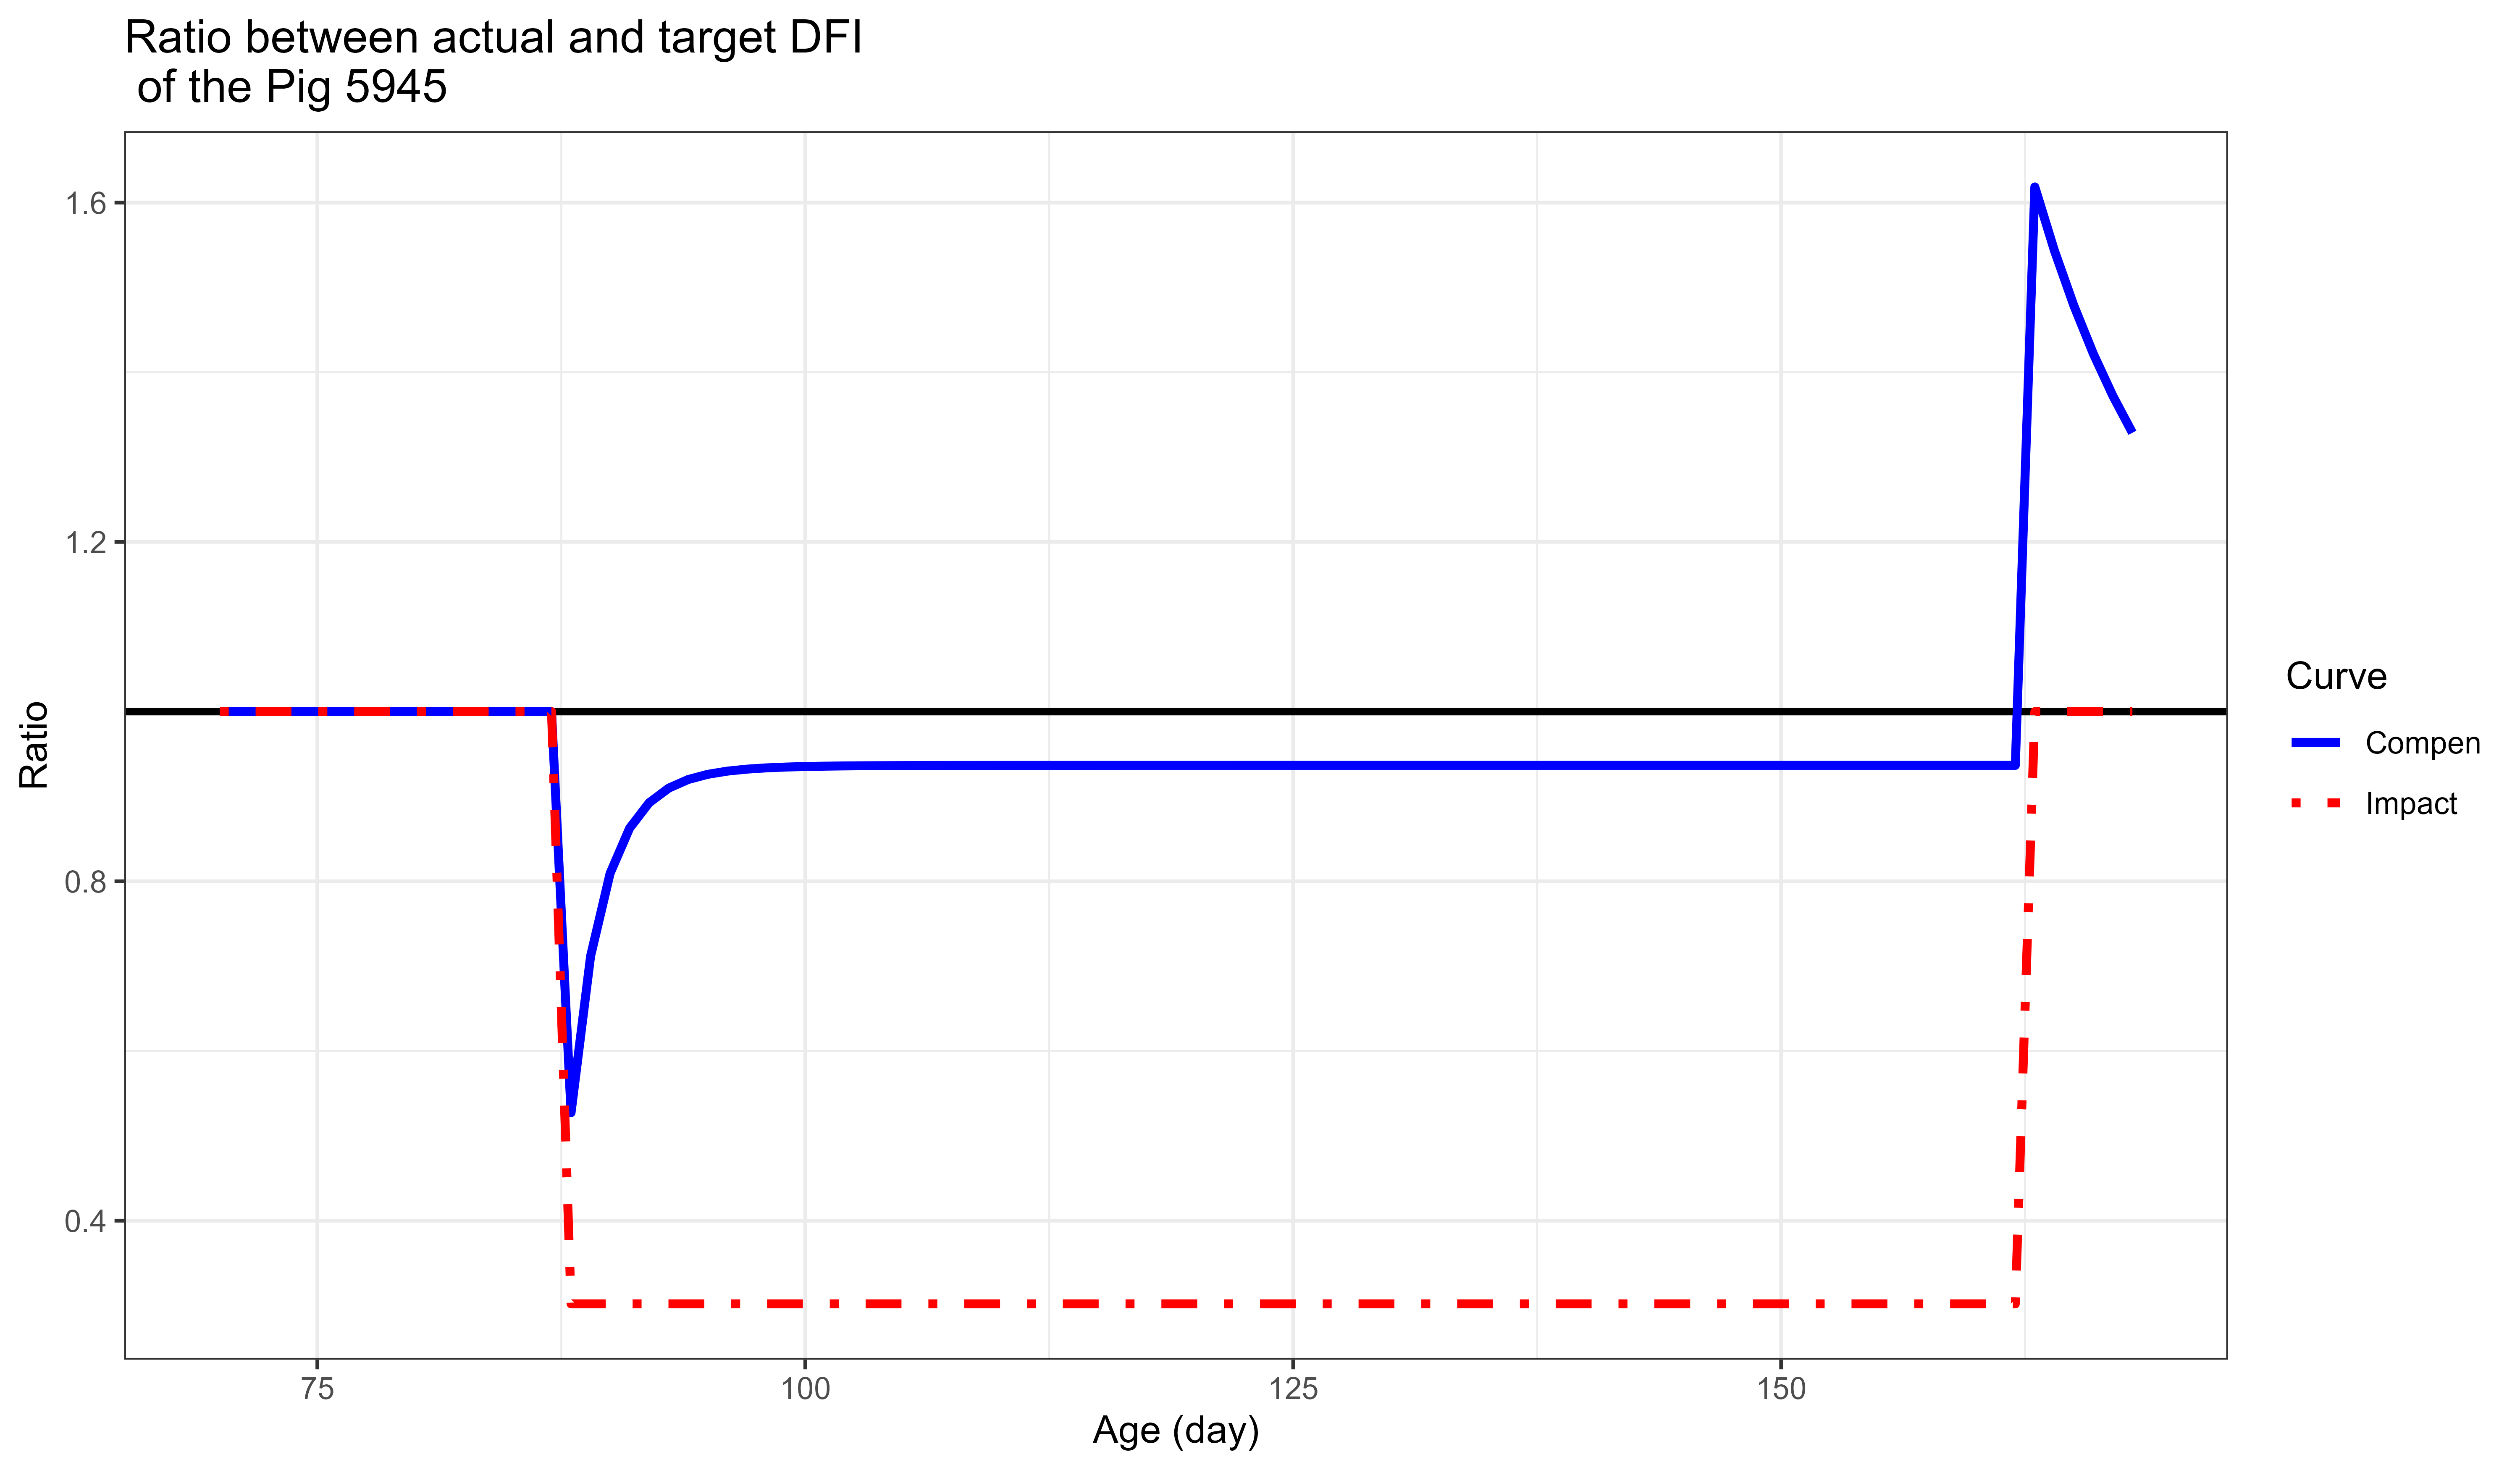 Ratio between actual and target DFI
of the Pig 5945
1.6
1.2
0.8
0.4
Ratio
75 100 125 150
Age (day)
Curve
Compen
Impact